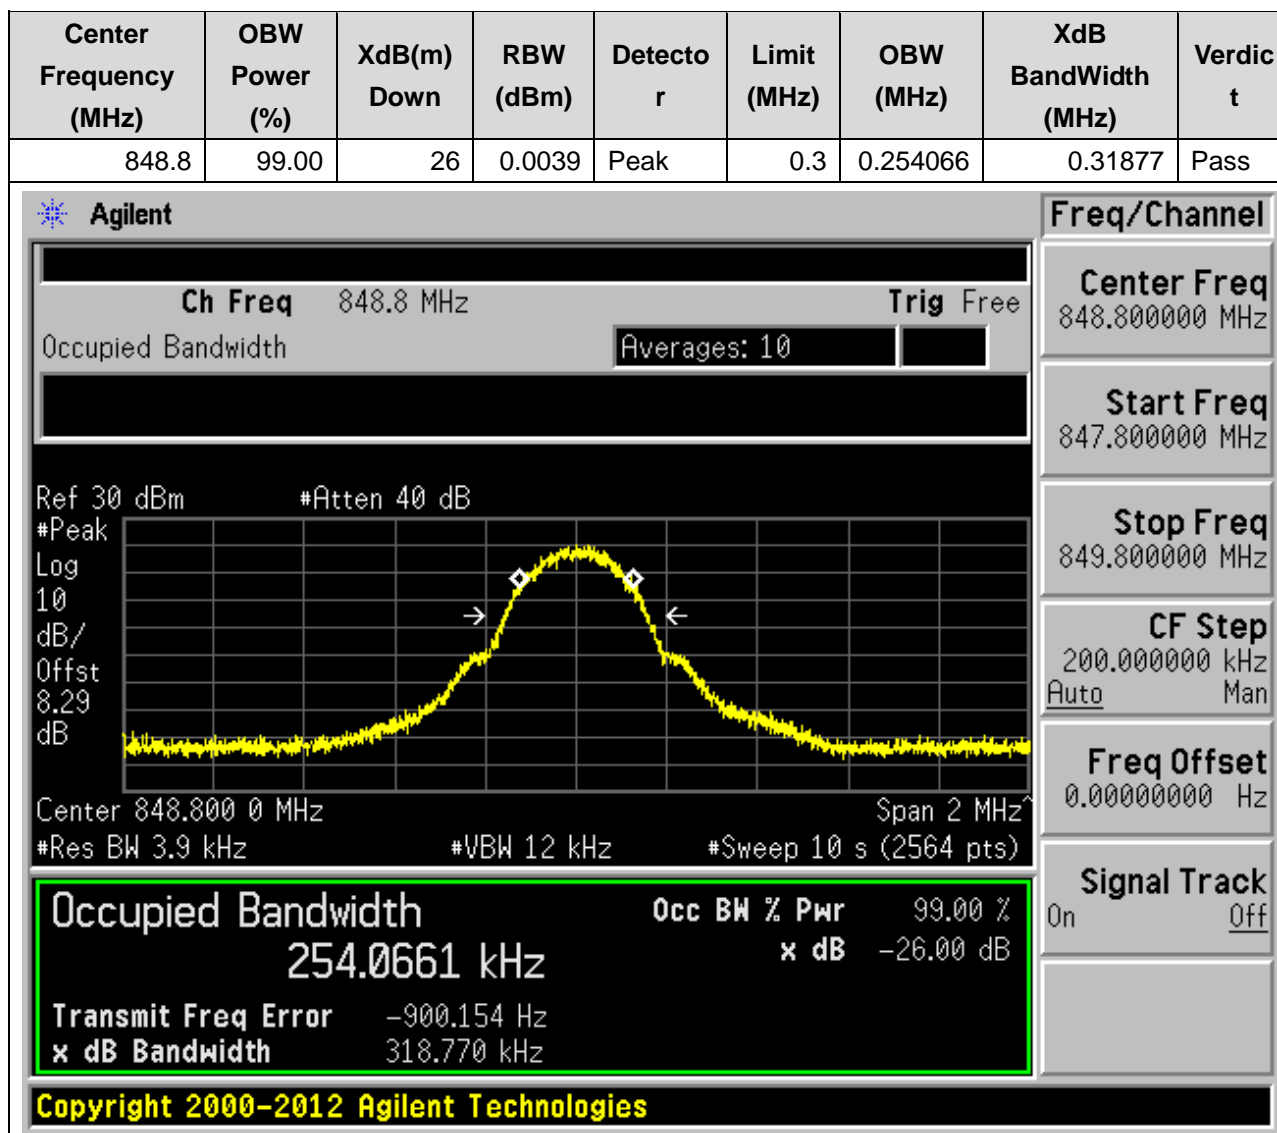 Center Frequency (MHz) OBW Power (%) XdB(m) Down RBW (dBm) Detecto r Limit (MHz) OBW (MHz) XdB BandWidth (MHz) Verdic t
848.8 99.00 26 0.0039 Peak 0.3 0.254066 0.31877 Pass
Agilent
Freq/Channel
Ch Freq 848.8 MHz Trig Free
Occupied Bandwidth Averages: 10
Center Freq
848.800000 MHz
Start Freq
847.800000 MHz
Stop Freq
849.800000 MHz
CF Step
200.000000 kHz
Auto Man
Freq Offset
0.00000000 Hz
Signal Track
On Off
Ref 30 dBm #Atten 40 dB
#Peak
Log
10
dB/
Offst
8.29
dB
Center 848.800 0 MHz Span 2 MHz^
#Res BW 3.9 kHz #VBW 12 kHz #Sweep 10 s (2564 pts)
Occupied Bandwidth Occ BW % Pwr 99.00 %
254.0661 kHz x dB -26.00 dB
Transmit Freq Error -900.154 Hz
x dB Bandwidth 318.770 kHz
Copyright 2000-2012 Agilent Technologies